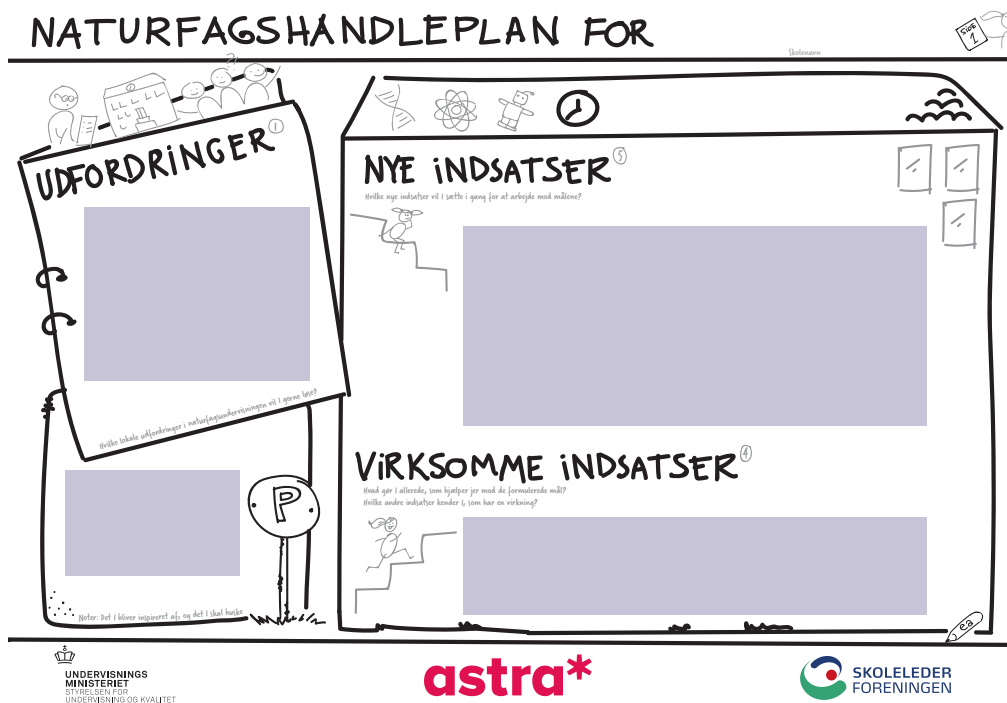 NATURFAGSHANDLEPLAN FOR
Skolenavn
SIDE
1
UDFORDRINGER 1
Hvilke lokale udfordringer i naturfagsundervisningen vil I gerne løse?
P
Noter: Det I bliver inspireret af, og det I skal huske
NYE iNDSATSER 5
Hvilke nye indsatser vil I sætte i gang for at arbejde mod målene?
ViRKSOMME iNDSATSER 4
Hvad gør I allerede, som hjælper jer mod de formulerede mål?
Hvilke andre indsatser kender I, som har en virkning?
e.a
UNDERVISNINGS
MINISTERIET
STYRELSEN FOR
UNDERVISNING OG KVALITET
astra*
SKOLELEDER
FORENINGEN